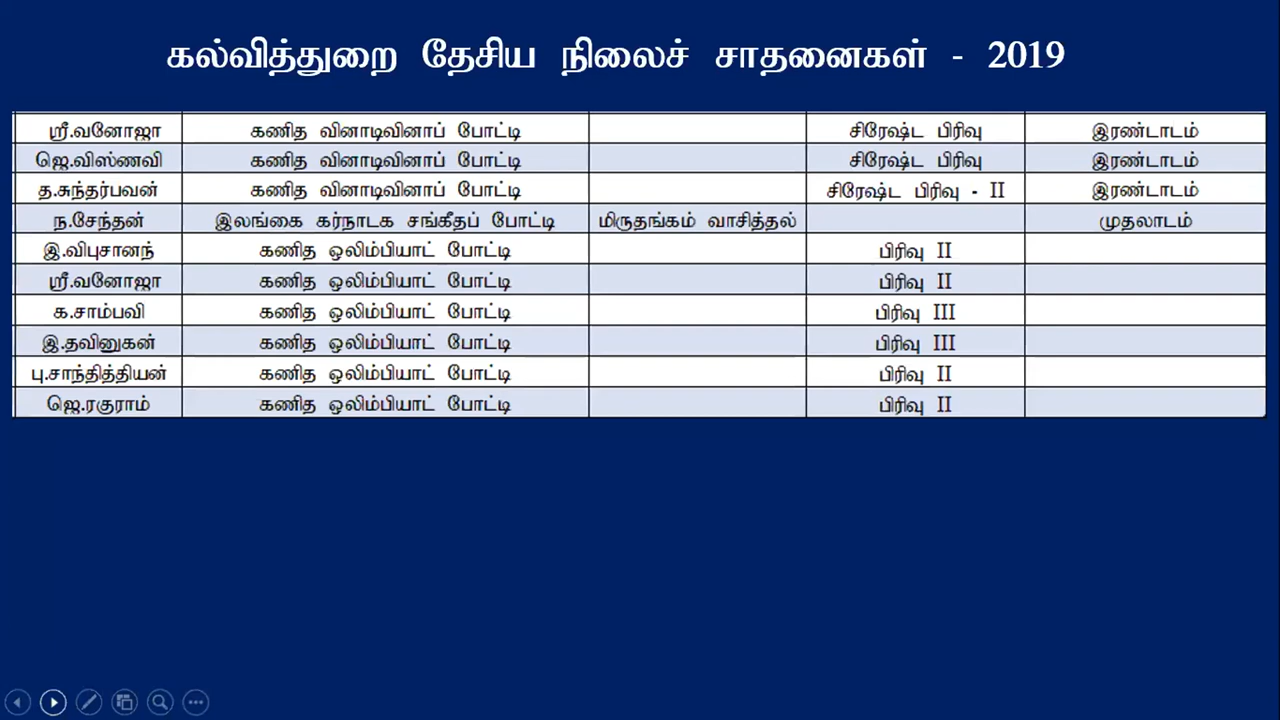 கல்வித்துறை தேசிய நிலைச் சாதனைகள் - 2019
ஸ்ரீ.வனோஜா கணித வினாடிவினாப் போட்டி சிரேஷ்ட பிரிவு இரண்டாடம்
ஜெ.விஸ்ணவி கணித வினாடிவினாப் போட்டி சிரேஷ்ட பிரிவு இரண்டாடம்
த.சுந்தர்பவன் கணித வினாடிவினாப் போட்டி சிரேஷ்ட பிரிவு - II இரண்டாடம்
ந.சேந்தன் இலங்கை கர்நாடக சங்கீதப் போட்டி மிருதங்கம் வாசித்தல் முதலாடம்
இ.விபுசானந் கணித ஒலிம்பியாட் போட்டி பிரிவு II
ஸ்ரீ.வனோஜா கணித ஒலிம்பியாட் போட்டி பிரிவு II
க.சாம்பவி கணித ஒலிம்பியாட் போட்டி பிரிவு III
இ.தவினுகன் கணித ஒலிம்பியாட் போட்டி பிரிவு III
பு.சாந்தித்தியன் கணித ஒலிம்பியாட் போட்டி பிரிவு II
ஜெ.ரகுராம் கணித ஒலிம்பியாட் போட்டி பிரிவு II